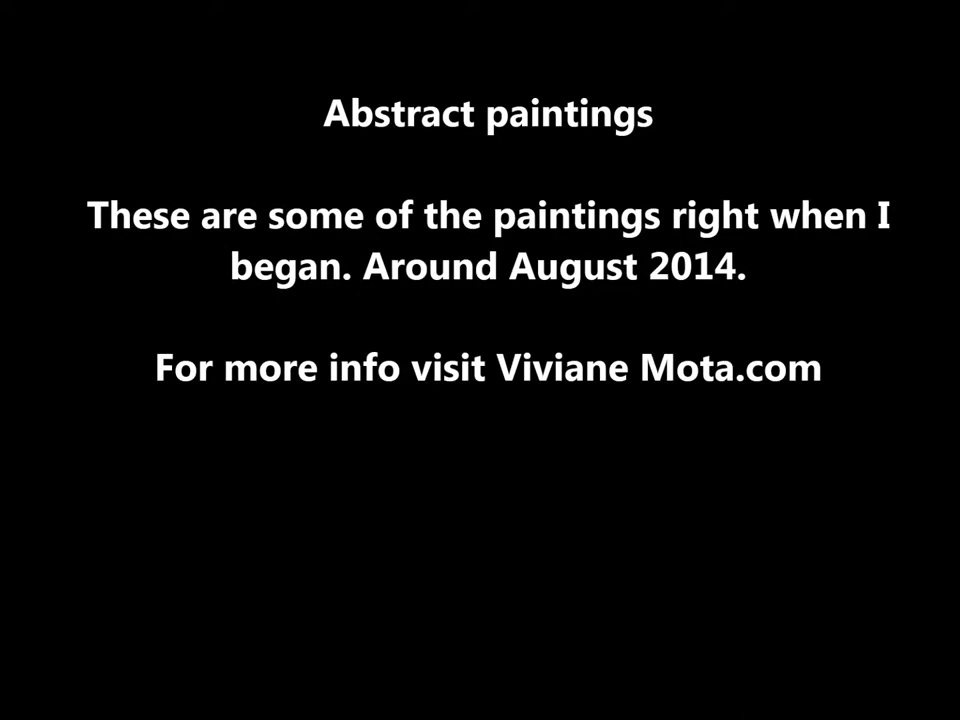 Abstract paintings
These are some of the paintings right when I
began. Around August 2014.
For more info visit Viviane Mota.com